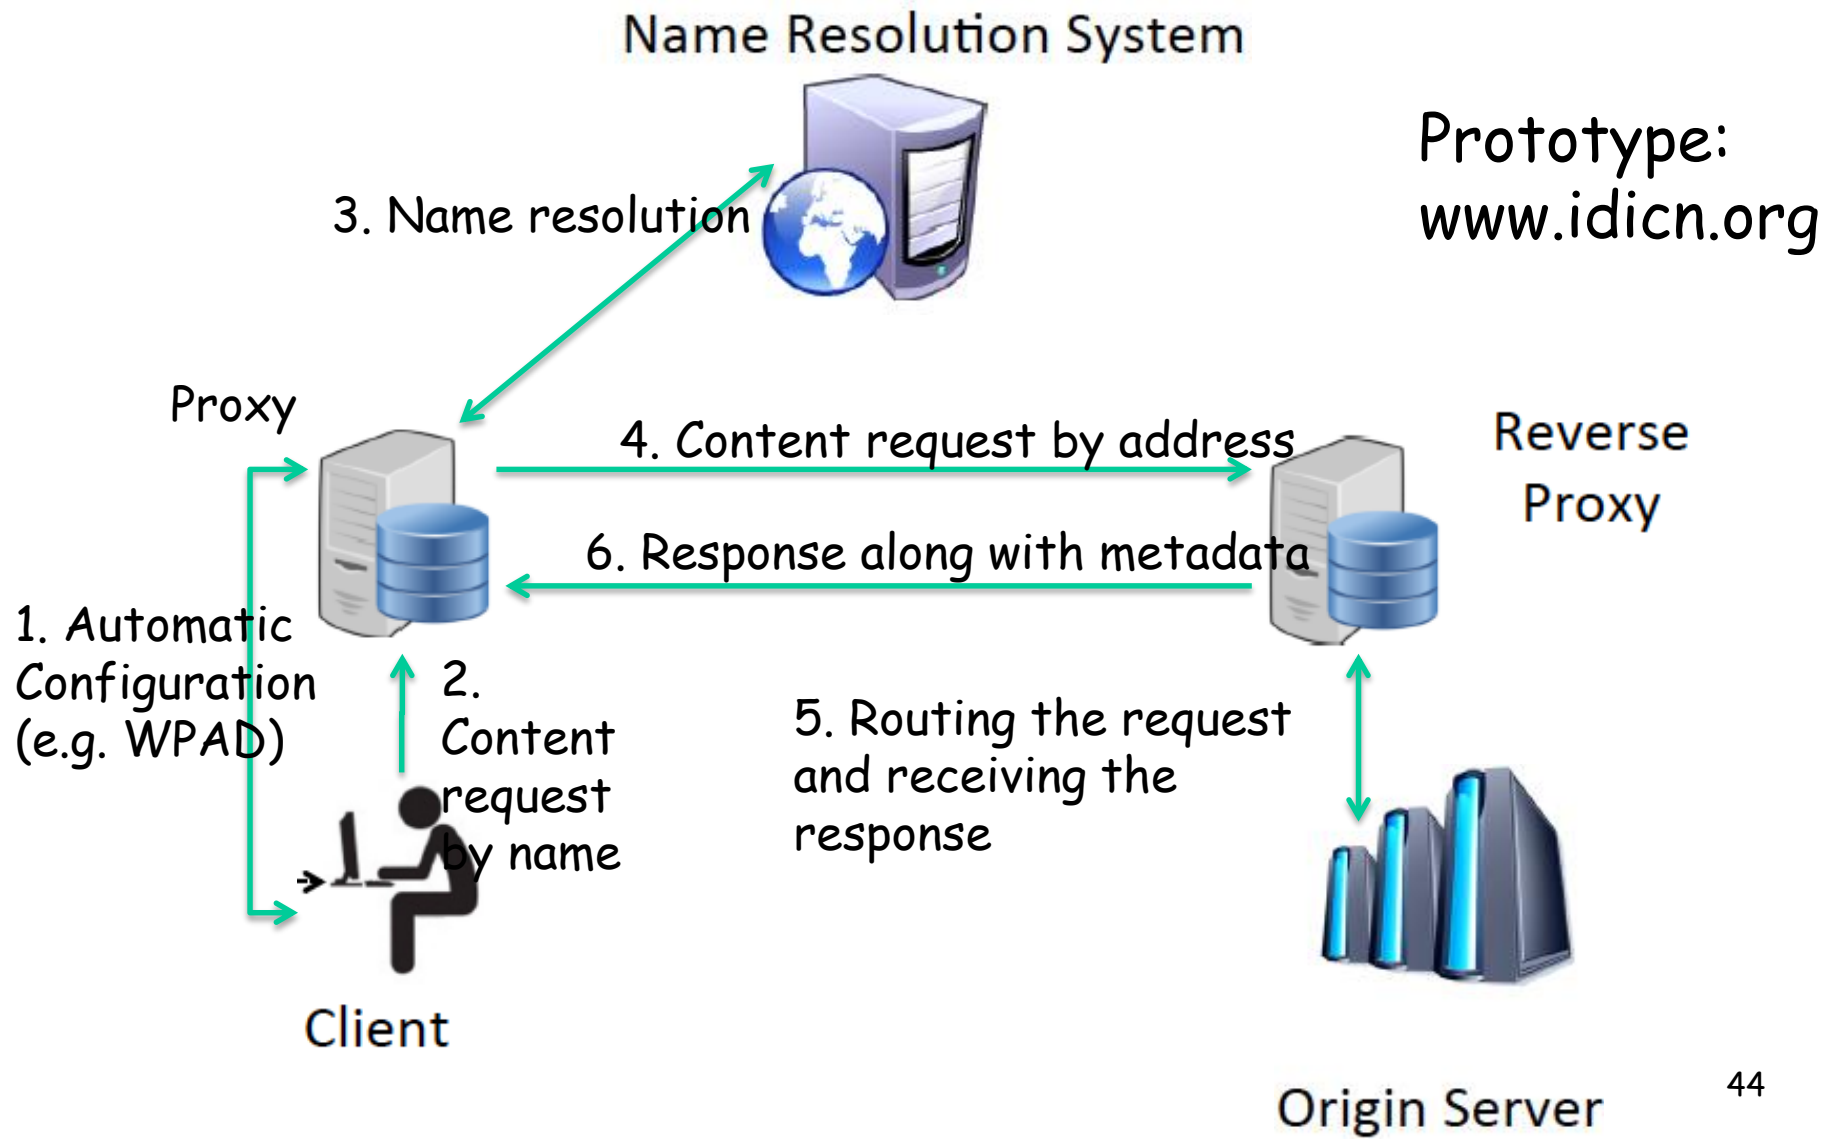 Name Resolution System
Prototype:
www.idicn.org
3. Name resolution
Proxy
4. Content request by address
Reverse
Proxy
6. Response along with metadata
1. Automatic
Configuration
(e.g. WPAD)
2.
Content
request
by name
5. Routing the request
and receiving the
response
Client
Origin Server
44